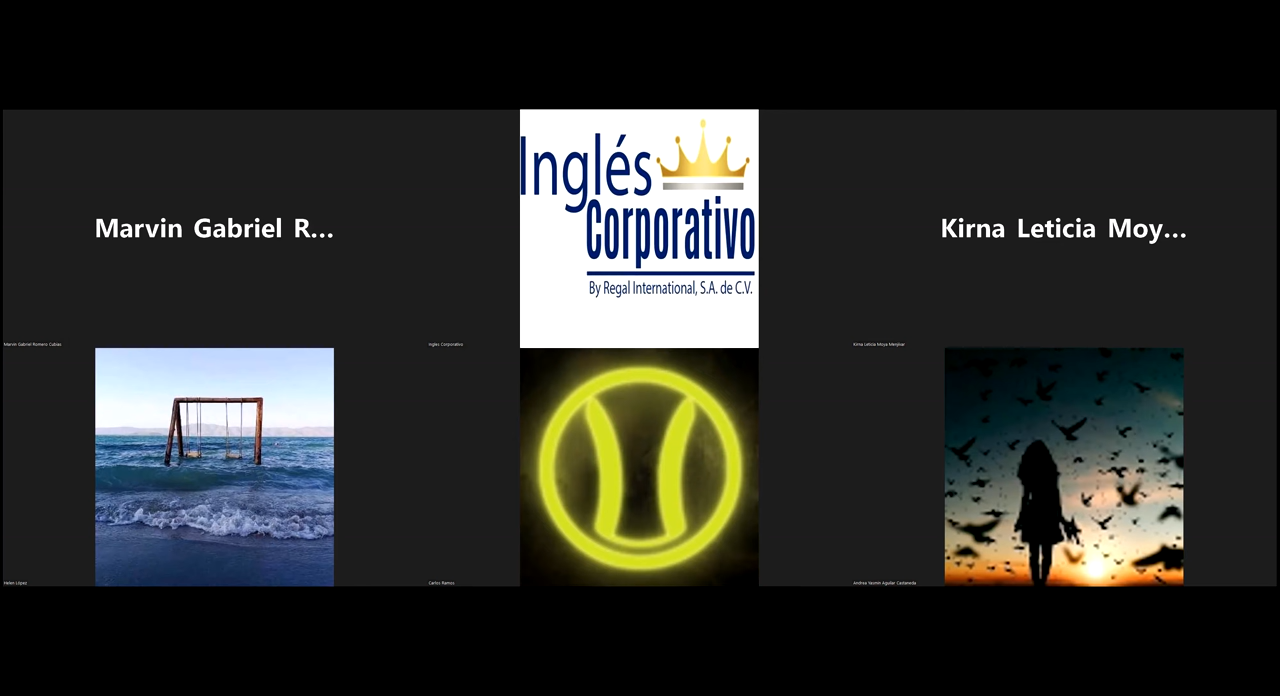 Marvin Gabriel R...
Inglés
Corporativo
By Regal International, S.A. de C.V.
Kirna Leticia Moy...
Marvin Gabriel Romero Cubias
Inglés Corporativo
Kirna Leticia Moya Menjivar
Helen López
Carlos Ramos
Andrea Yasmin Aguilar Castaneda